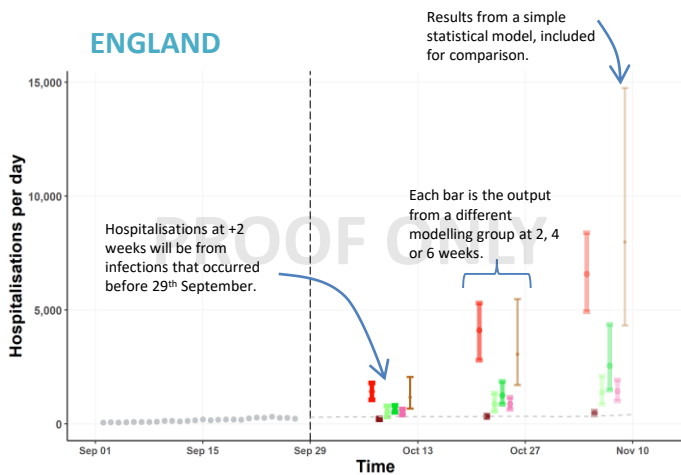 ENGLAND
Results from a simple
statistical model, included
for comparison.
15,000
10,000
5,000
0
Hospitalisations per day
PROOF ONLY
Each bar is the output
from a different
modelling group at 2, 4
or 6 weeks.
Hospitalisations at +2
weeks will be from
infections that occurred
before 29th September.
Sep 01
Sep 15
Sep 29
Oct 13
Oct 27
Nov 10
Time